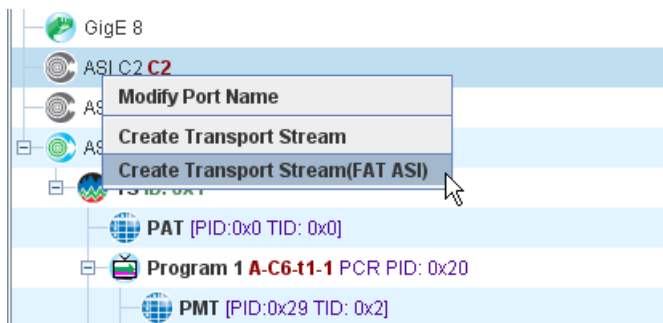 GigE 8
ASI C2 C2
Modify Port Name
Create Transport Stream
Create Transport Stream(FAT ASI)
PAT [PID:0x0 TID: 0x0]
Program 1 A-C6-t1-1 PCR PID: 0x20
PMT [PID:0x29 TID: 0x2]